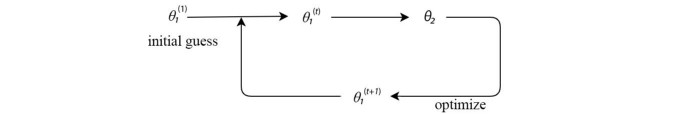 θ₁⁽¹⁾ θ₁⁽ᵗ⁾ θ₂
initial guess
θ₁⁽ᵗ⁺¹⁾
optimize